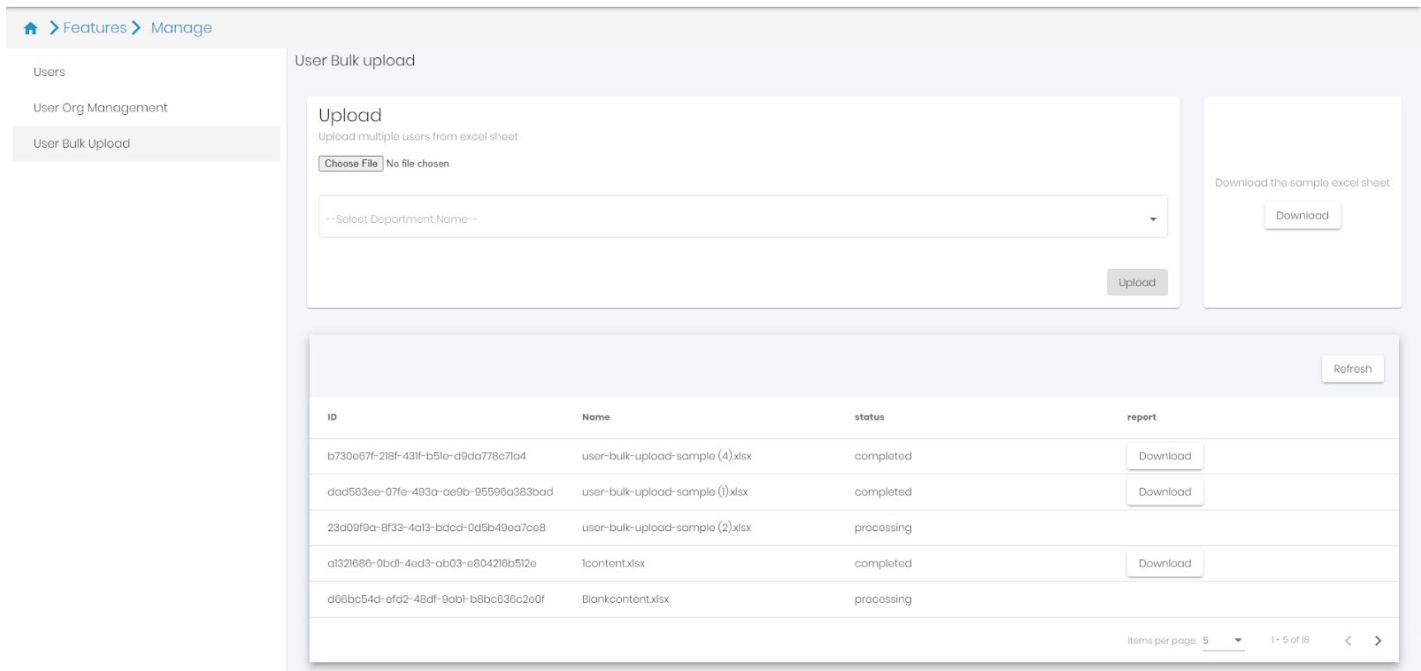 Features Manage
Users
User Org Management
User Bulk Upload
User Bulk upload
Upload
Upload multiple users from excel sheet
Choose File No file chosen
--Select Department Name--
Upload
Download the sample excel sheet
Download
Refresh
ID Name status report
b730e67f-218f-431f-b51e-d9da778c71a4 user-bulk-upload-sample (4).xlsx completed Download
dad563ee-07fe-493a-ae9b-95596a383bad user-bulk-upload-sample (1).xlsx completed Download
23d09f9a-8f33-4a13-bdcd-0d5b49ea7ce8 user-bulk-upload-sample (2).xlsx processing
a1321686-0bd1-4ed3-ab03-e804216b512e 1content.xlsx completed Download
d66bc54d-efd2-48df-9ab1-b8bc636c2e0f Blankcontent.xlsx processing
Items per page: 5 1 - 5 of 18